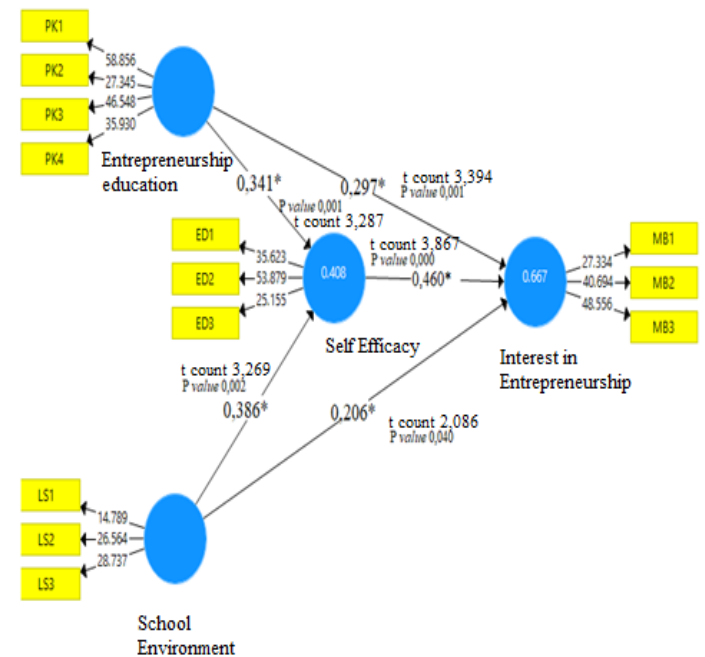 PK1
PK2
PK3
PK4
58.856
27.345
46.548
35.930
Entrepreneurship
education
0,341*
P value 0,001
t count 3,287
0,297*
t count 3,394
P value 0,001
ED1
ED2
ED3
35.623
53.879
25.155
0.408
Self Efficacy
t count 3,867
P value 0,000
0,460*
0.667
Interest in
Entrepreneurship
27.334
40.694
48.556
MB1
MB2
MB3
t count 3,269
P value 0,002
0,386*
0,206*
t count 2,086
P value 0,040
LS1
LS2
LS3
14.789
26.564
28.737
School
Environment